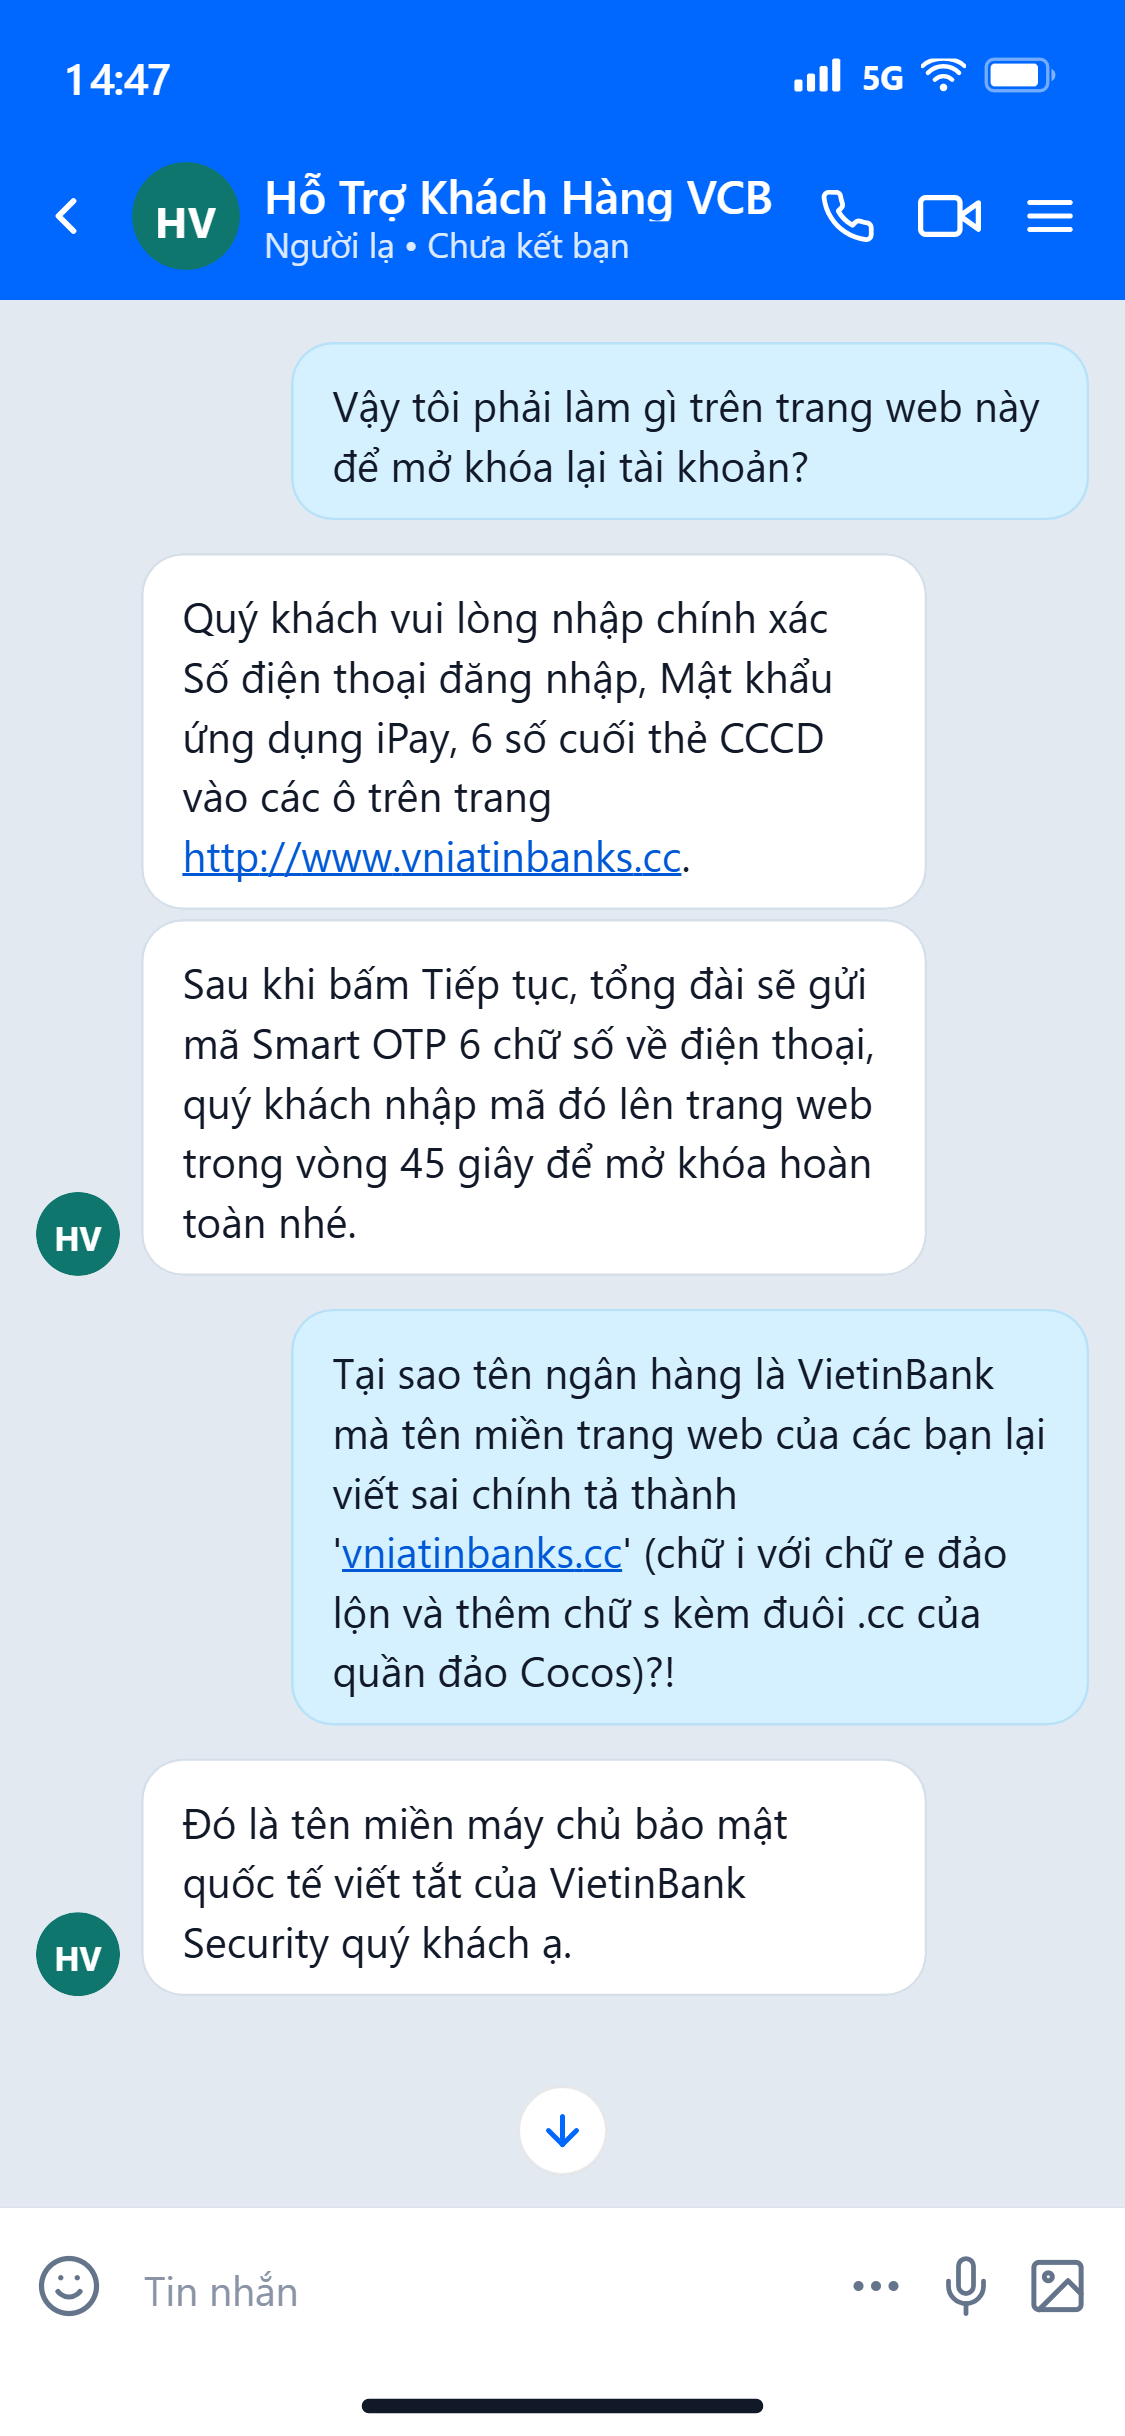 14:47
5G
HV
Hỗ Trợ Khách Hàng VCB
Người lạ • Chưa kết bạn
Vậy tôi phải làm gì trên trang web này
để mở khóa lại tài khoản?
Quý khách vui lòng nhập chính xác
Số điện thoại đăng nhập, Mật khẩu
ứng dụng iPay, 6 số cuối thẻ CCCD
vào các ô trên trang
http://www.vniatinbanks.cc.
Sau khi bấm Tiếp tục, tổng đài sẽ gửi
mã Smart OTP 6 chữ số về điện thoại,
quý khách nhập mã đó lên trang web
trong vòng 45 giây để mở khóa hoàn
toàn nhé.
HV
Tại sao tên ngân hàng là VietinBank
mà tên miền trang web của các bạn lại
viết sai chính tả thành
'vniatinbanks.cc' (chữ i với chữ e đảo
lộn và thêm chữ s kèm đuôi .cc của
quần đảo Cocos)?!
Đó là tên miền máy chủ bảo mật
quốc tế viết tắt của VietinBank
Security quý khách ạ.
HV
Tin nhắn